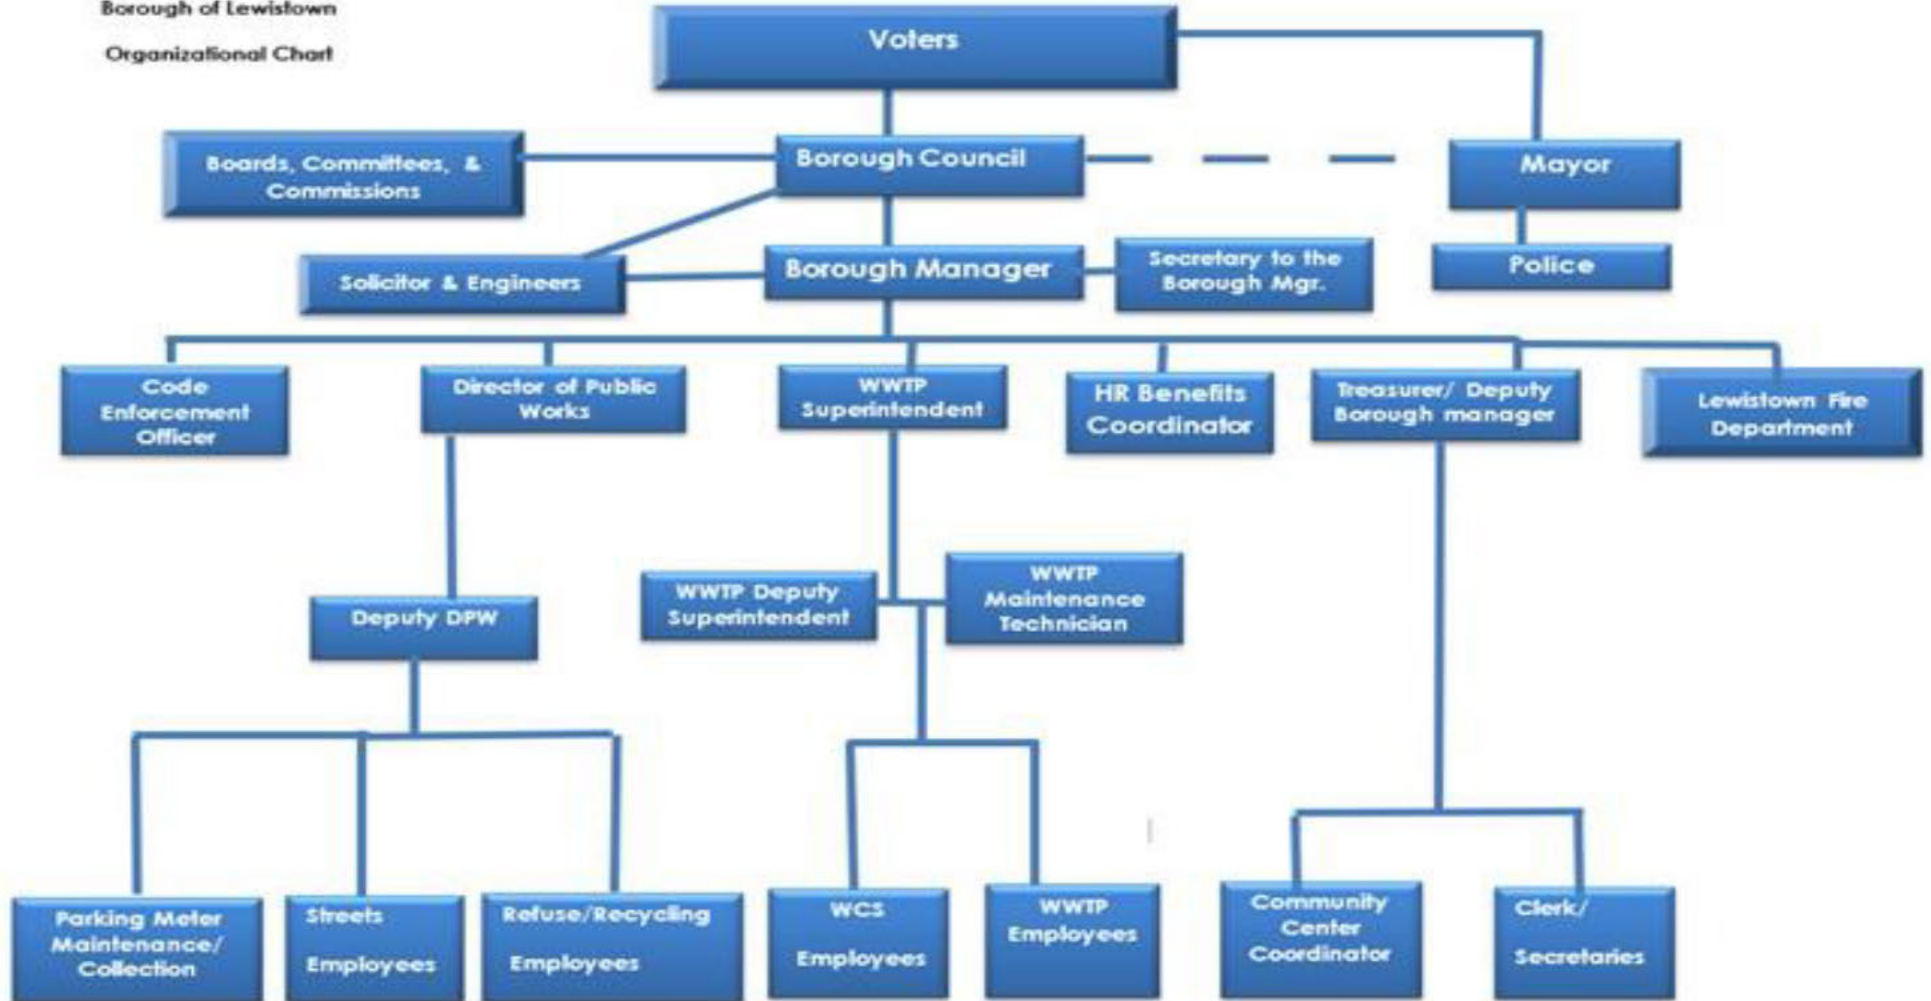 Borough of Lewistown
Organizational Chart
Voters
Boards, Committees, &
Commissions
Borough Council
Mayor
Solicitor & Engineers
Borough Manager
Secretary to the
Borough Mgr.
Police
Code
Enforcement
Officer
Director of Public
Works
WWTP
Superintendent
HR Benefits
Coordinator
Treasurer/ Deputy
Borough manager
Lewistown Fire
Department
Deputy DPW
WWTP Deputy
Superintendent
WWTP
Maintenance
Technician
Parking Meter
Maintenance/
Collection
Streets
Employees
Refuse/Recycling
Employees
WCS
Employees
WWTP
Employees
Community
Center
Coordinator
Clerk/
Secretaries